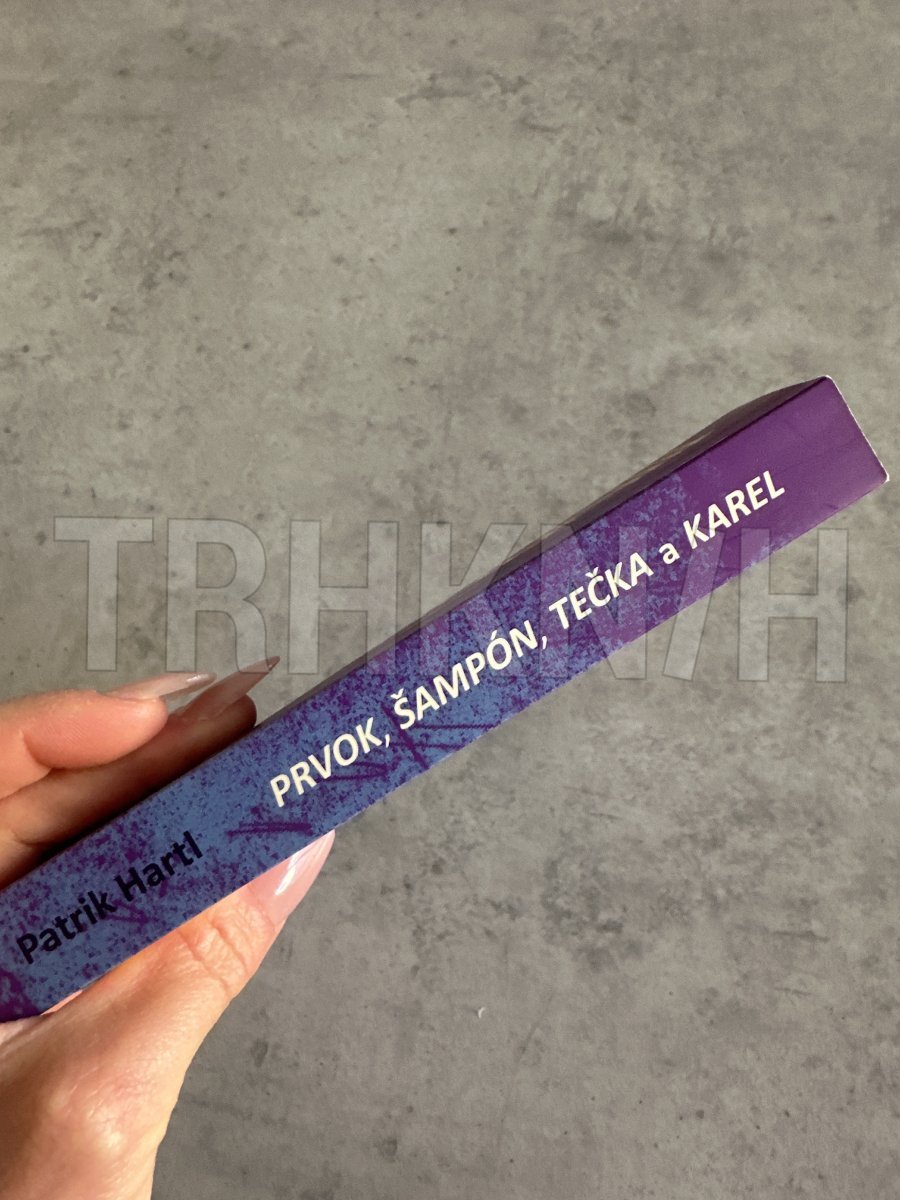 Patrik Hartl
PRVOK, ŠAMPÓN, TEČKA a KAREL
TRHKNIH